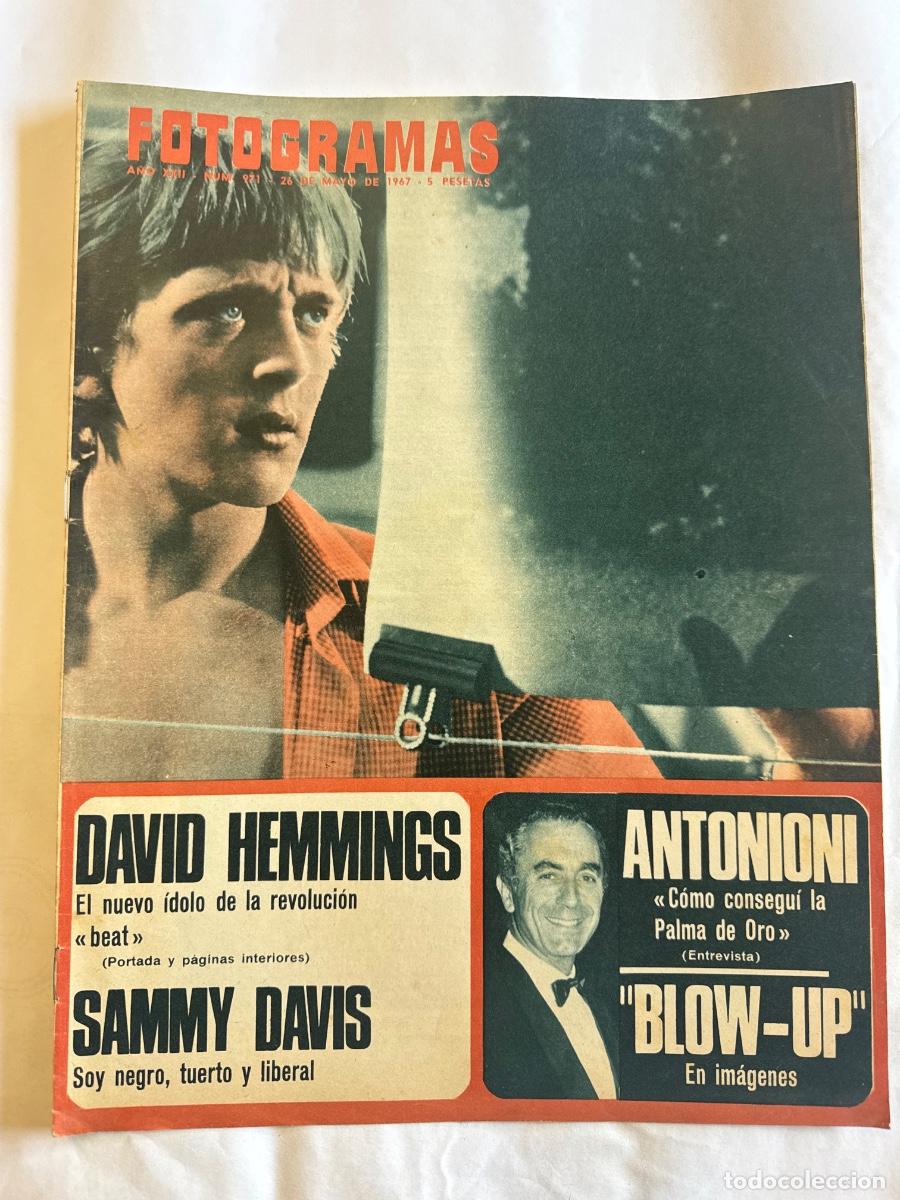 FOTOGRAMAS
AÑO XXII - NUM. 971 - 26 DE MAYO DE 1967 - 5 PESETAS
DAVID HEMMINGS
El nuevo ídolo de la revolución
«beat»
(Portada y páginas interiores)
SAMMY DAVIS
Soy negro, tuerto y liberal
ANTONIONI
«Cómo conseguí la
Palma de Oro»
(Entrevista)
"BLOW-UP"
En imágenes
todocoleccion